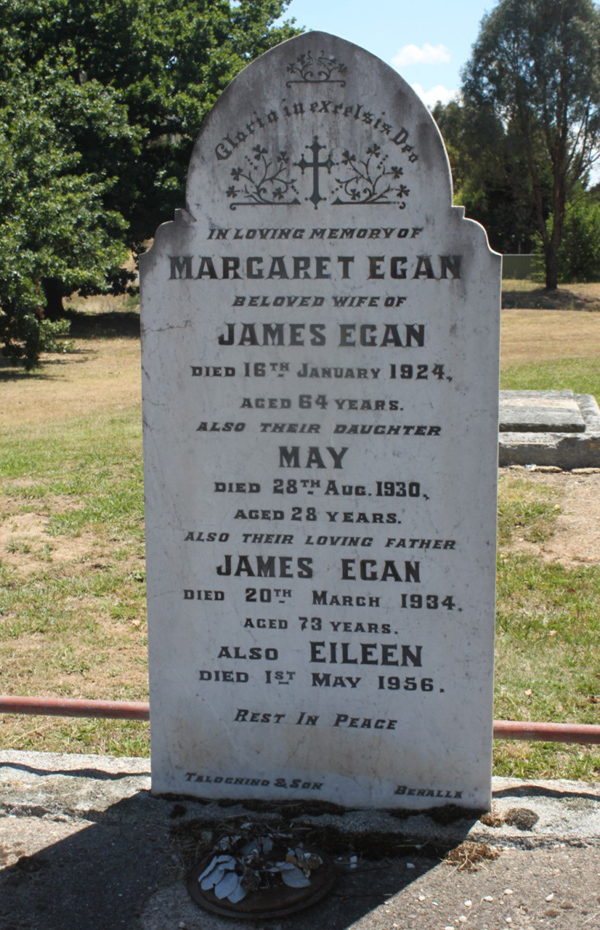 Gloria in excelsis Deo
IN LOVING MEMORY OF
MARGARET EGAN
BELOVED WIFE OF
JAMES EGAN
DIED 16TH JANUARY 1924,
AGED 64 YEARS.
ALSO THEIR DAUGHTER
MAY
DIED 28TH AUG. 1930,
AGED 28 YEARS.
ALSO THEIR LOVING FATHER
JAMES EGAN
DIED 20TH MARCH 1934.
AGED 73 YEARS.
ALSO EILEEN
DIED 1ST MAY 1956.
REST IN PEACE
TALOCHINO & SON BENALLA